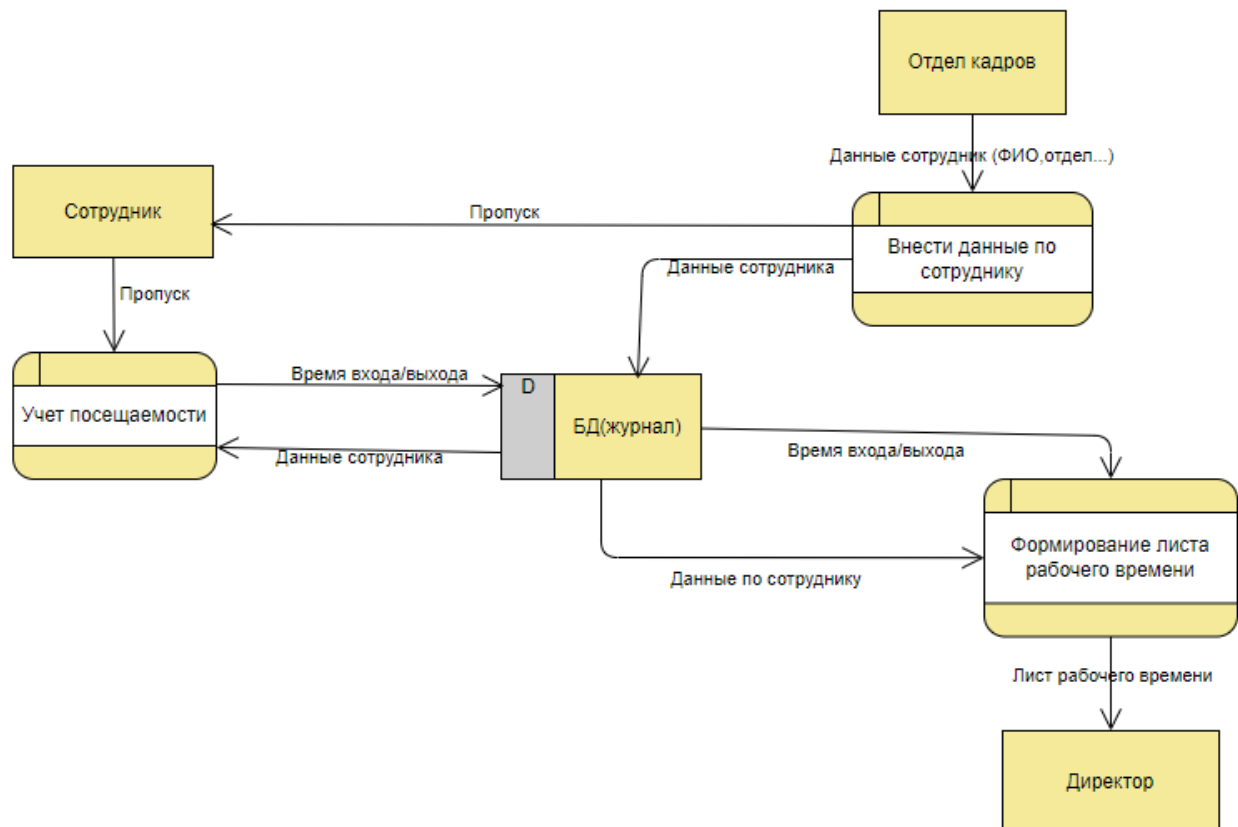 Отдел кадров
Данные сотрудник (ФИО,отдел...)
Сотрудник
Пропуск
Внести данные по
сотруднику
Данные сотрудника
Пропуск
Время входа/выхода
D
Учет посещаемости
БД(журнал)
Данные сотрудника
Время входа/выхода
Формирование листа
рабочего времени
Данные по сотруднику
Лист рабочего времени
Директор